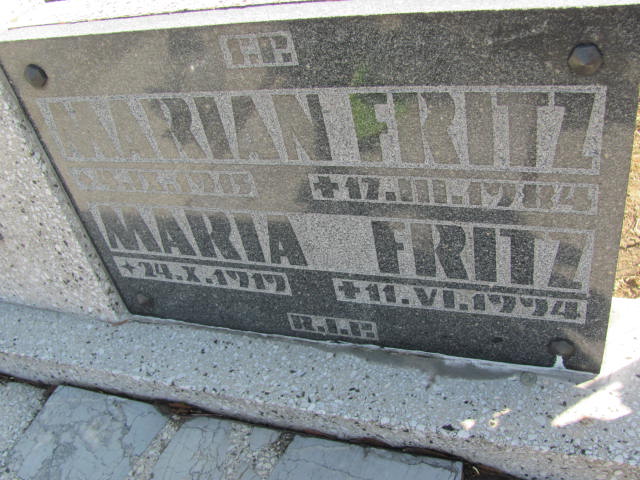 Ś.P.
MARIAN FRITZ
+17.III.1984
MARIA FRITZ
*24.X.1919
+11.VI.1994
R.I.P.